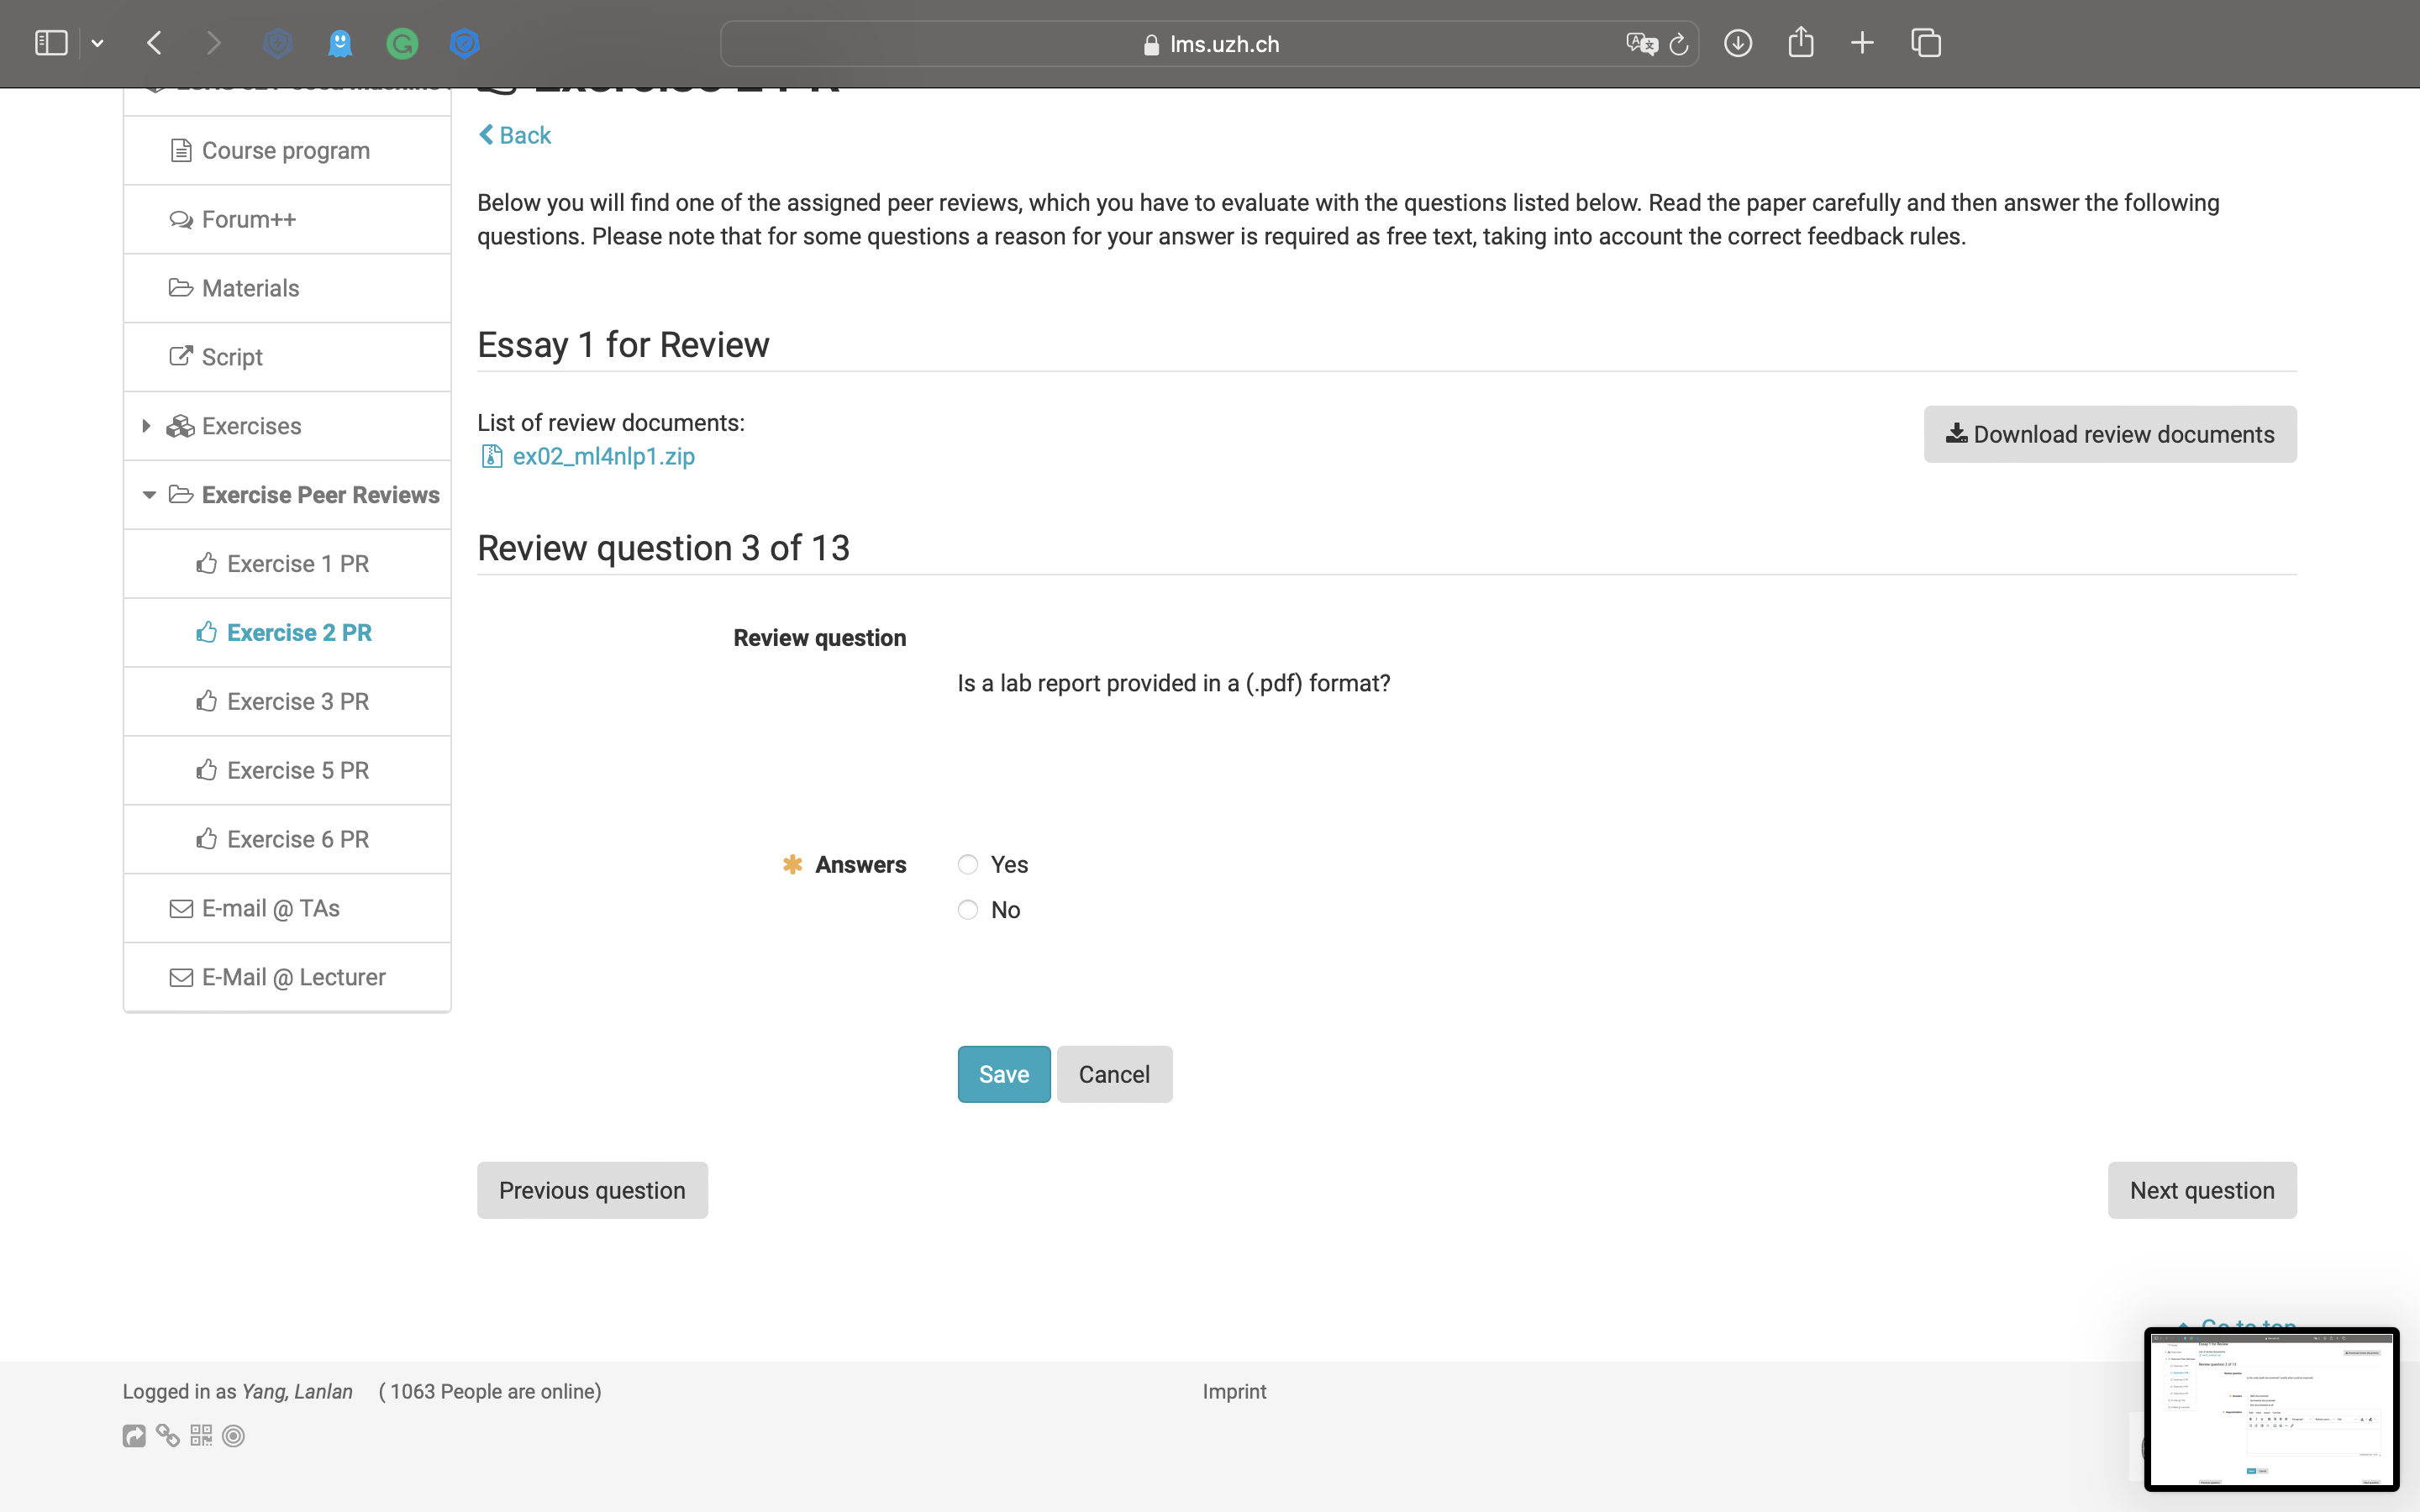 lms.uzh.ch
Exercise 2 PR
Back
Course program
Forum++
Materials
Script
Exercises
Exercise Peer Reviews
Exercise 1 PR
Exercise 2 PR
Exercise 3 PR
Exercise 5 PR
Exercise 6 PR
E-mail @ TAs
E-Mail @ Lecturer
Below you will find one of the assigned peer reviews, which you have to evaluate with the questions listed below. Read the paper carefully and then answer the following
questions. Please note that for some questions a reason for your answer is required as free text, taking into account the correct feedback rules.
Essay 1 for Review
List of review documents:
ex02_ml4nlp1.zip
Download review documents
Review question 3 of 13
Review question
Is a lab report provided in a (.pdf) format?
Answers
Yes
No
Save
Cancel
Previous question
Next question
Go to top
Logged in as Yang, Lanlan ( 1063 People are online)
Imprint